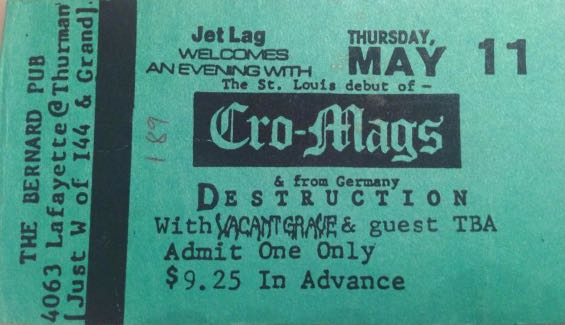 THE BERNARD PUB
4063 Lafayette@Thurman
[Just W of I44 & Grand].
Jet Lag
WELCOMES
AN EVENING WITH
THURSDAY,
MAY 11
The St. Louis debut of -
189
Cro-Mags
& from Germany
DESTRUCTION
With VACANT GRAVE & guest TBA
Admit One Only
$9.25 In Advance